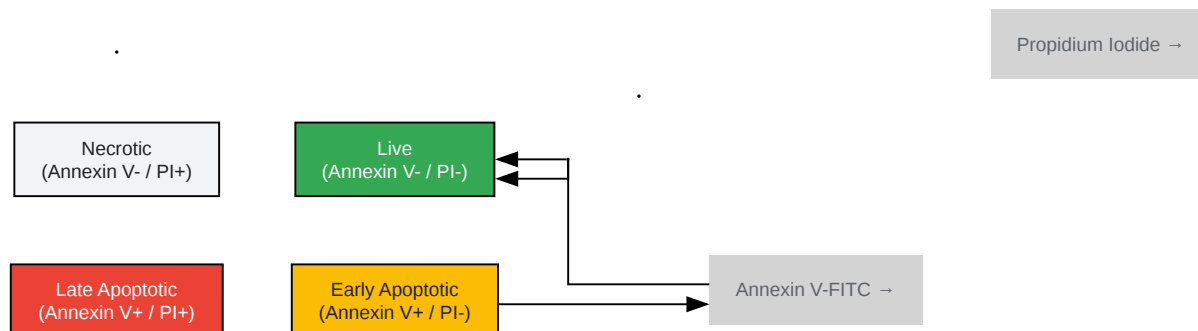 Propidium Iodide →
Necrotic
(Annexin V- / PI+)
Live
(Annexin V- / PI-)
Late Apoptotic
(Annexin V+ / PI+)
Early Apoptotic
(Annexin V+ / PI-)
Annexin V-FITC →